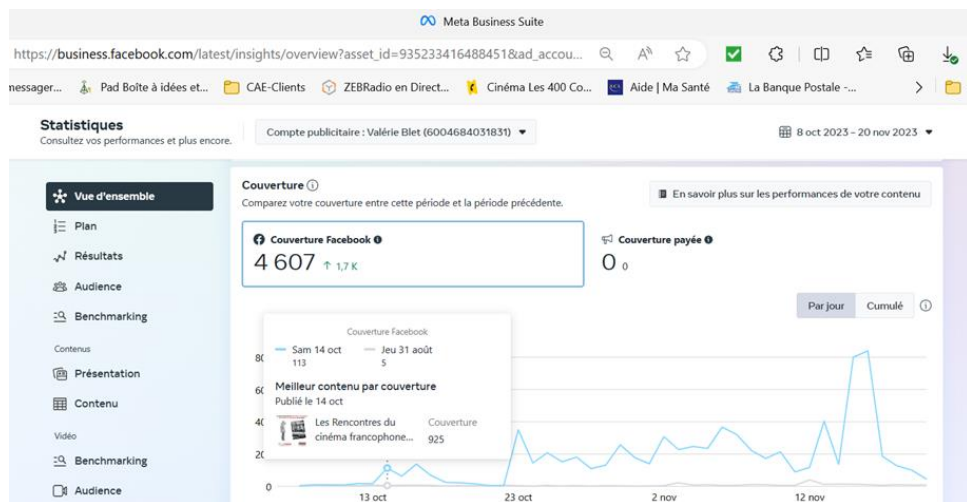 Meta Business Suite
https://business.facebook.com/latest/insights/overview?asset_id=935233416488451&ad_accou...
nessager... Pad Boîte à idées et... CAE-Clients ZEBRadio en Direct... Cinéma Les 400 Co... Aide | Ma Santé La Banque Postale -...
Statistiques
Consultez vos performances et plus encore.
Compte publicitaire : Valérie Blet (6004684031831)
8 oct 2023 – 20 nov 2023
Vue d'ensemble
Plan
Résultats
Audience
Benchmarking
Contenus
Présentation
Contenu
Vidéo
Benchmarking
Audience
Couverture
Comparez votre couverture entre cette période et la période précédente.
En savoir plus sur les performances de votre contenu
Couverture Facebook
4 607 ↑ 1,7 K
Couverture payée
0 0
Par jour Cumulé
Couverture Facebook
Sam 14 oct Jeu 31 août
113 5
Meilleur contenu par couverture
Publié le 14 oct
Les Rencontres du Couverture
cinéma francophone... 925
0
13 oct 23 oct 2 nov 12 nov